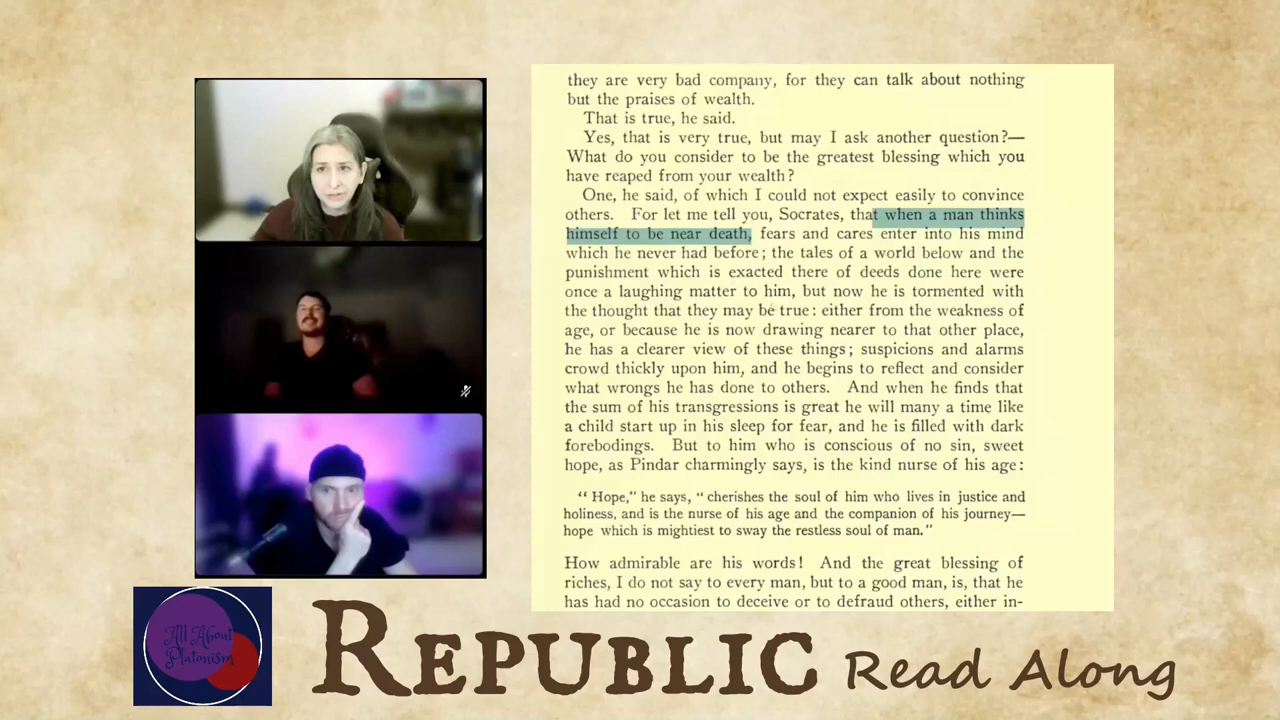 they are very bad company, for they can talk about nothing
but the praises of wealth.
That is true, he said.
Yes, that is very true, but may I ask another question?—
What do you consider to be the greatest blessing which you
have reaped from your wealth?
One, he said, of which I could not expect easily to convince
others. For let me tell you, Socrates, that when a man thinks
himself to be near death, fears and cares enter into his mind
which he never had before; the tales of a world below and the
punishment which is exacted there of deeds done here were
once a laughing matter to him, but now he is tormented with
the thought that they may be true: either from the weakness of
age, or because he is now drawing nearer to that other place,
he has a clearer view of these things; suspicions and alarms
crowd thickly upon him, and he begins to reflect and consider
what wrongs he has done to others. And when he finds that
the sum of his transgressions is great he will many a time like
a child start up in his sleep for fear, and he is filled with dark
forebodings. But to him who is conscious of no sin, sweet
hope, as Pindar charmingly says, is the kind nurse of his age:
“ Hope,” he says, “ cherishes the soul of him who lives in justice and
holiness, and is the nurse of his age and the companion of his journey—
hope which is mightiest to sway the restless soul of man.”
How admirable are his words! And the great blessing of
riches, I do not say to every man, but to a good man, is, that he
has had no occasion to deceive or to defraud others, either in-
All About
Platonism
REPUBLIC Read Along